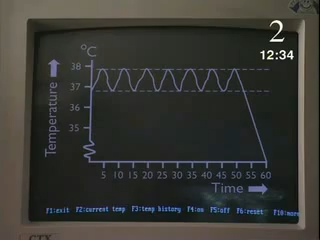 2
12:34
°C
38
37
36
35
Temperature
5 10 15 20 25 30 35 40 45 50 55 60
Time
F1:exit F2:current temp F3:temp history F4:on F5:off F6:reset F10:more
CTX